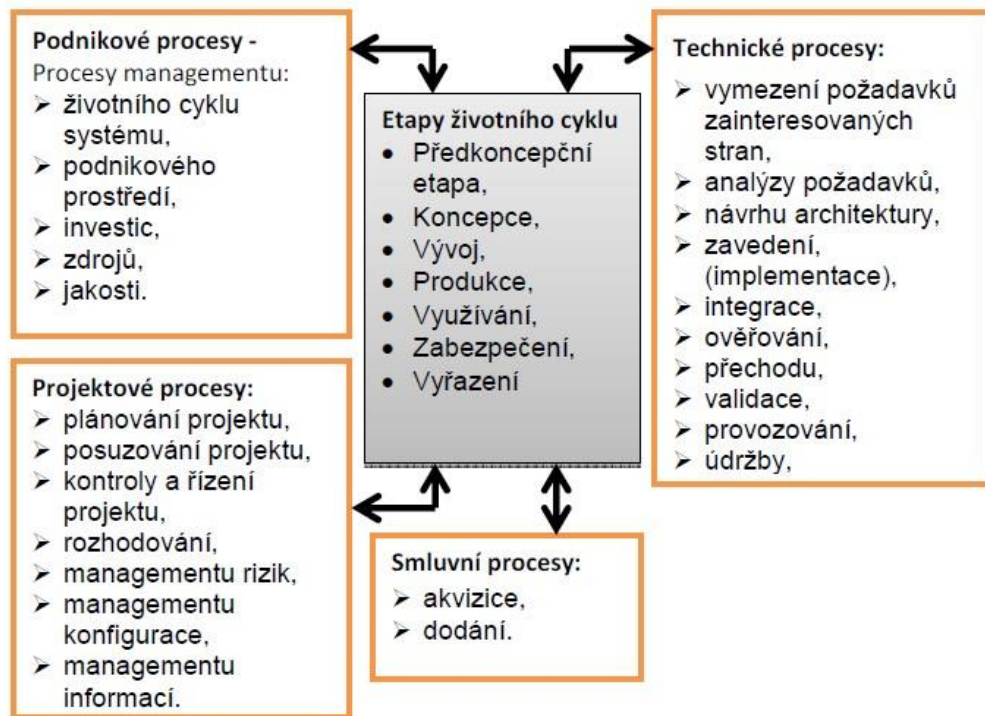 Podnikové procesy -
Procesy managementu:
➢ životního cyklu
systému,
➢ podnikového
prostředí,
➢ investic,
➢ zdrojů,
➢ jakosti.
Etapy životního cyklu
• Předkoncepční
etapa,
• Koncepce,
• Vývoj,
• Produkce,
• Využívání,
• Zabezpečení,
• Vyřazení
Technické procesy:
➢ vymezení požadavků
zainteresovaných
stran,
➢ analýzy požadavků,
➢ návrhu architektury,
➢ zavedení,
(implementace),
➢ integrace,
➢ ověřování,
➢ přechodu,
➢ validace,
➢ provozování,
➢ údržby,
Projektové procesy:
➢ plánování projektu,
➢ posuzování projektu,
➢ kontroly a řízení
projektu,
➢ rozhodování,
➢ managementu rizik,
➢ managementu
konfigurace,
➢ managementu
informací.
Smluvní procesy:
➢ akvizice,
➢ dodání.